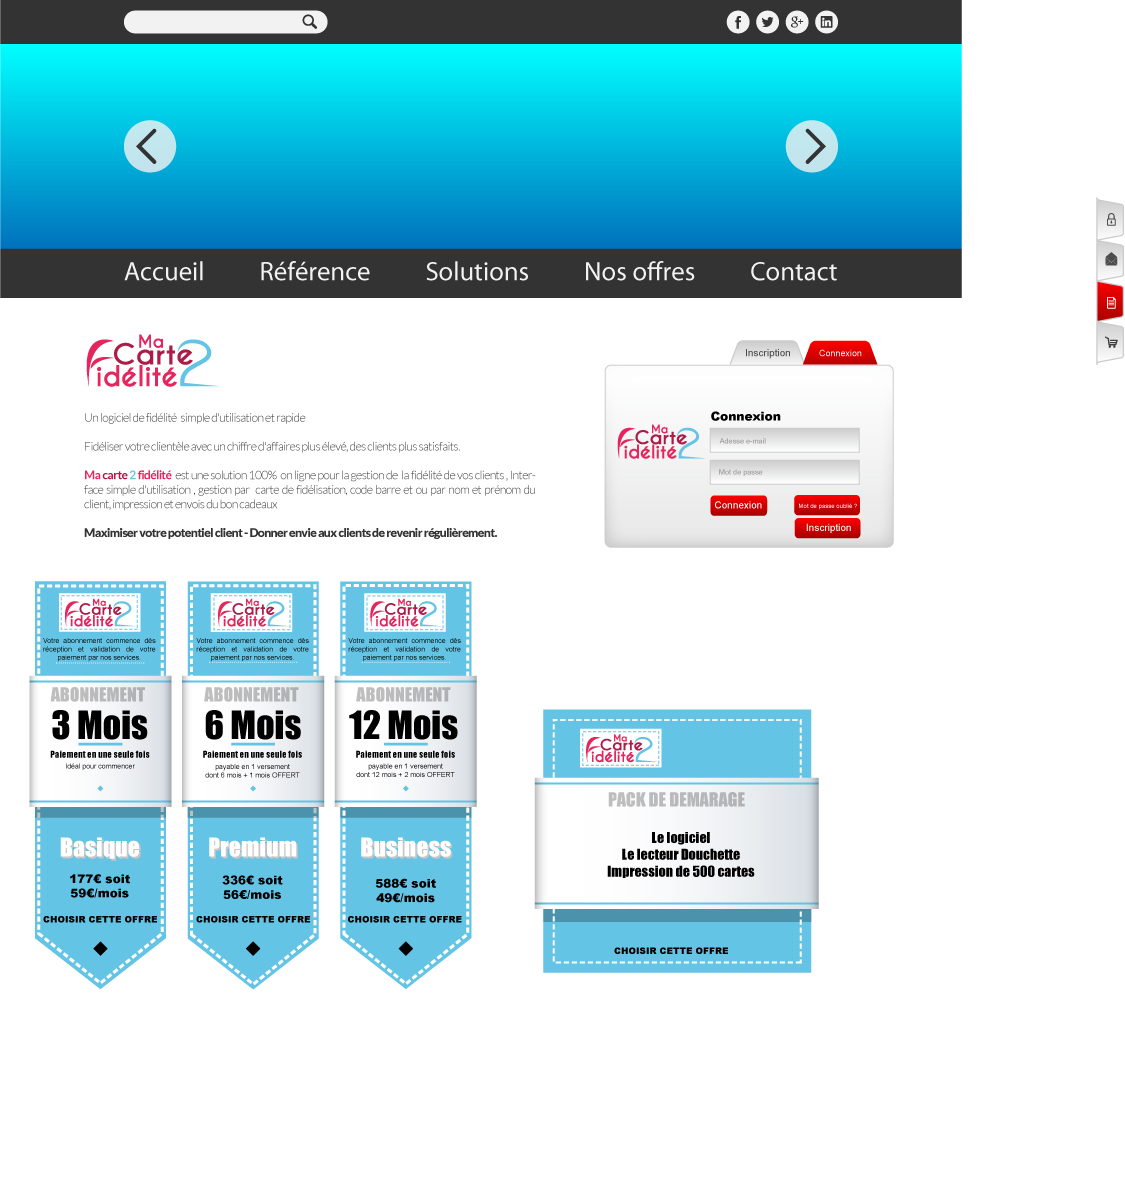 Accueil Référence Solutions Nos offres Contact
Ma
Carte 2
fidélité
Un logiciel de fidélité simple d'utilisation et rapide
Fidéliser votre clientèle avec un chiffre d'affaires plus élevé, des clients plus satisfaits.
Ma carte 2 fidélité est une solution 100% on ligne pour la gestion de la fidélité de vos clients , Inter-
face simple d'utilisation , gestion par carte de fidélisation, code barre et ou par nom et prénom du
client, impression et envois du bon cadeaux
Maximiser votre potentiel client - Donner envie aux clients de revenir régulièrement.
Inscription Connexion
Ma
Carte 2
fidélité
Connexion
Adesse e-mail
Mot de passe
Connexion Mot de passe oublié ?
Inscription
Ma
Carte 2
fidélité
Votre abonnement commence dès
réception et validation de votre
paiement par nos services.
ABONNEMENT
3 Mois
Paiement en une seule fois
Idéal pour commencer
Basique
177€ soit
59€/mois
CHOISIR CETTE OFFRE
Ma
Carte 2
fidélité
Votre abonnement commence dès
réception et validation de votre
paiement par nos services.
ABONNEMENT
6 Mois
Paiement en une seule fois
payable en 1 versement
dont 6 mois + 1 mois OFFERT
Premium
336€ soit
56€/mois
CHOISIR CETTE OFFRE
Ma
Carte 2
fidélité
Votre abonnement commence dès
réception et validation de votre
paiement par nos services.
ABONNEMENT
12 Mois
Paiement en une seule fois
payable en 1 versement
dont 12 mois + 2 mois OFFERT
Business
588€ soit
49€/mois
CHOISIR CETTE OFFRE
Ma
Carte 2
fidélité
PACK DE DEMARAGE
Le logiciel
Le lecteur Douchette
Impression de 500 cartes
CHOISIR CETTE OFFRE